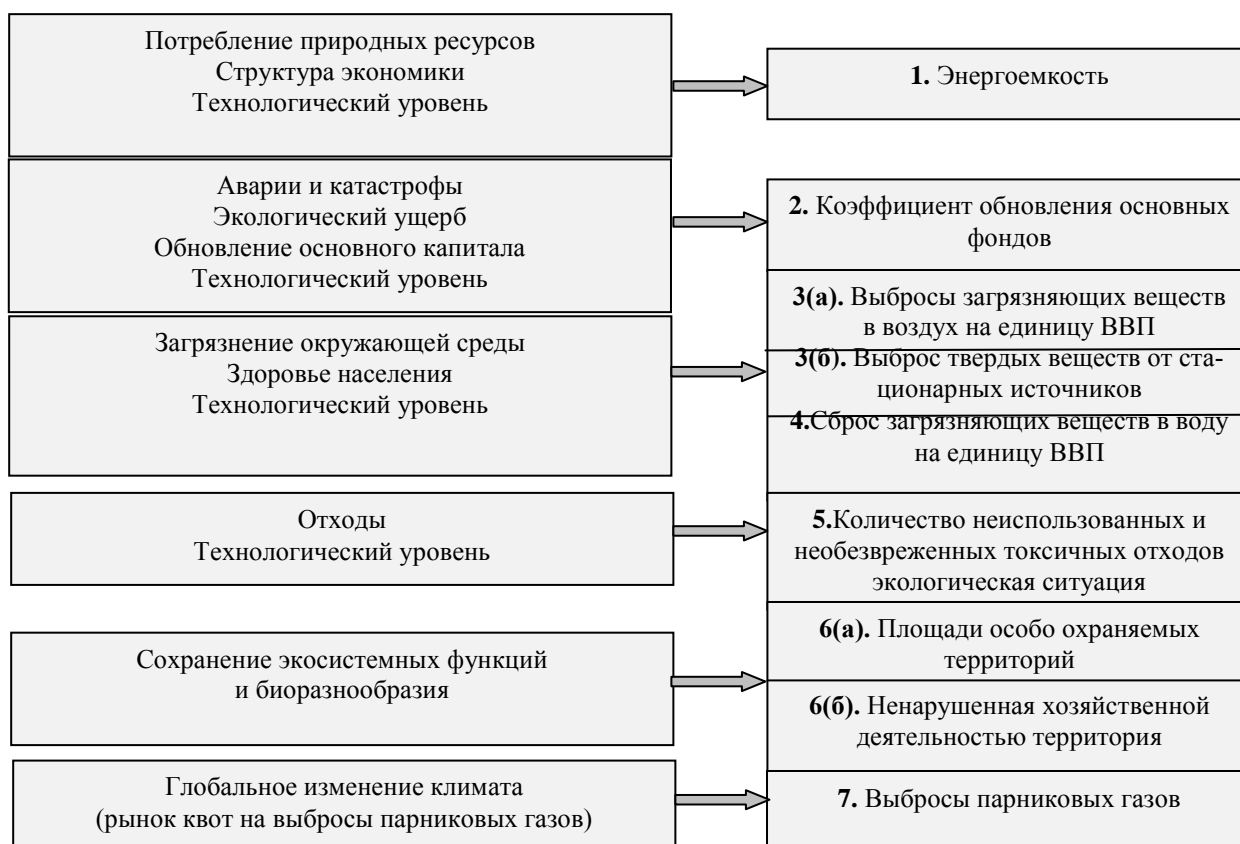 Потребление природных ресурсов
Структура экономики
Технологический уровень
1. Энергоемкость
Аварии и катастрофы
Экологический ущерб
Обновление основного капитала
Технологический уровень
2. Коэффициент обновления основных
фондов
Загрязнение окружающей среды
Здоровье населения
Технологический уровень
3(а). Выбросы загрязняющих веществ
в воздух на единицу ВВП
3(б). Выброс твердых веществ от ста-
ционарных источников
4.Сброс загрязняющих веществ в воду
на единицу ВВП
Отходы
Технологический уровень
5.Количество неиспользованных и
необезвреженных токсичных отходов
экологическая ситуация
Сохранение экосистемных функций
и биоразнообразия
6(а). Площади особо охраняемых
территорий
6(б). Ненарушенная хозяйственной
деятельностью территория
Глобальное изменение климата
(рынок квот на выбросы парниковых газов)
7. Выбросы парниковых газов